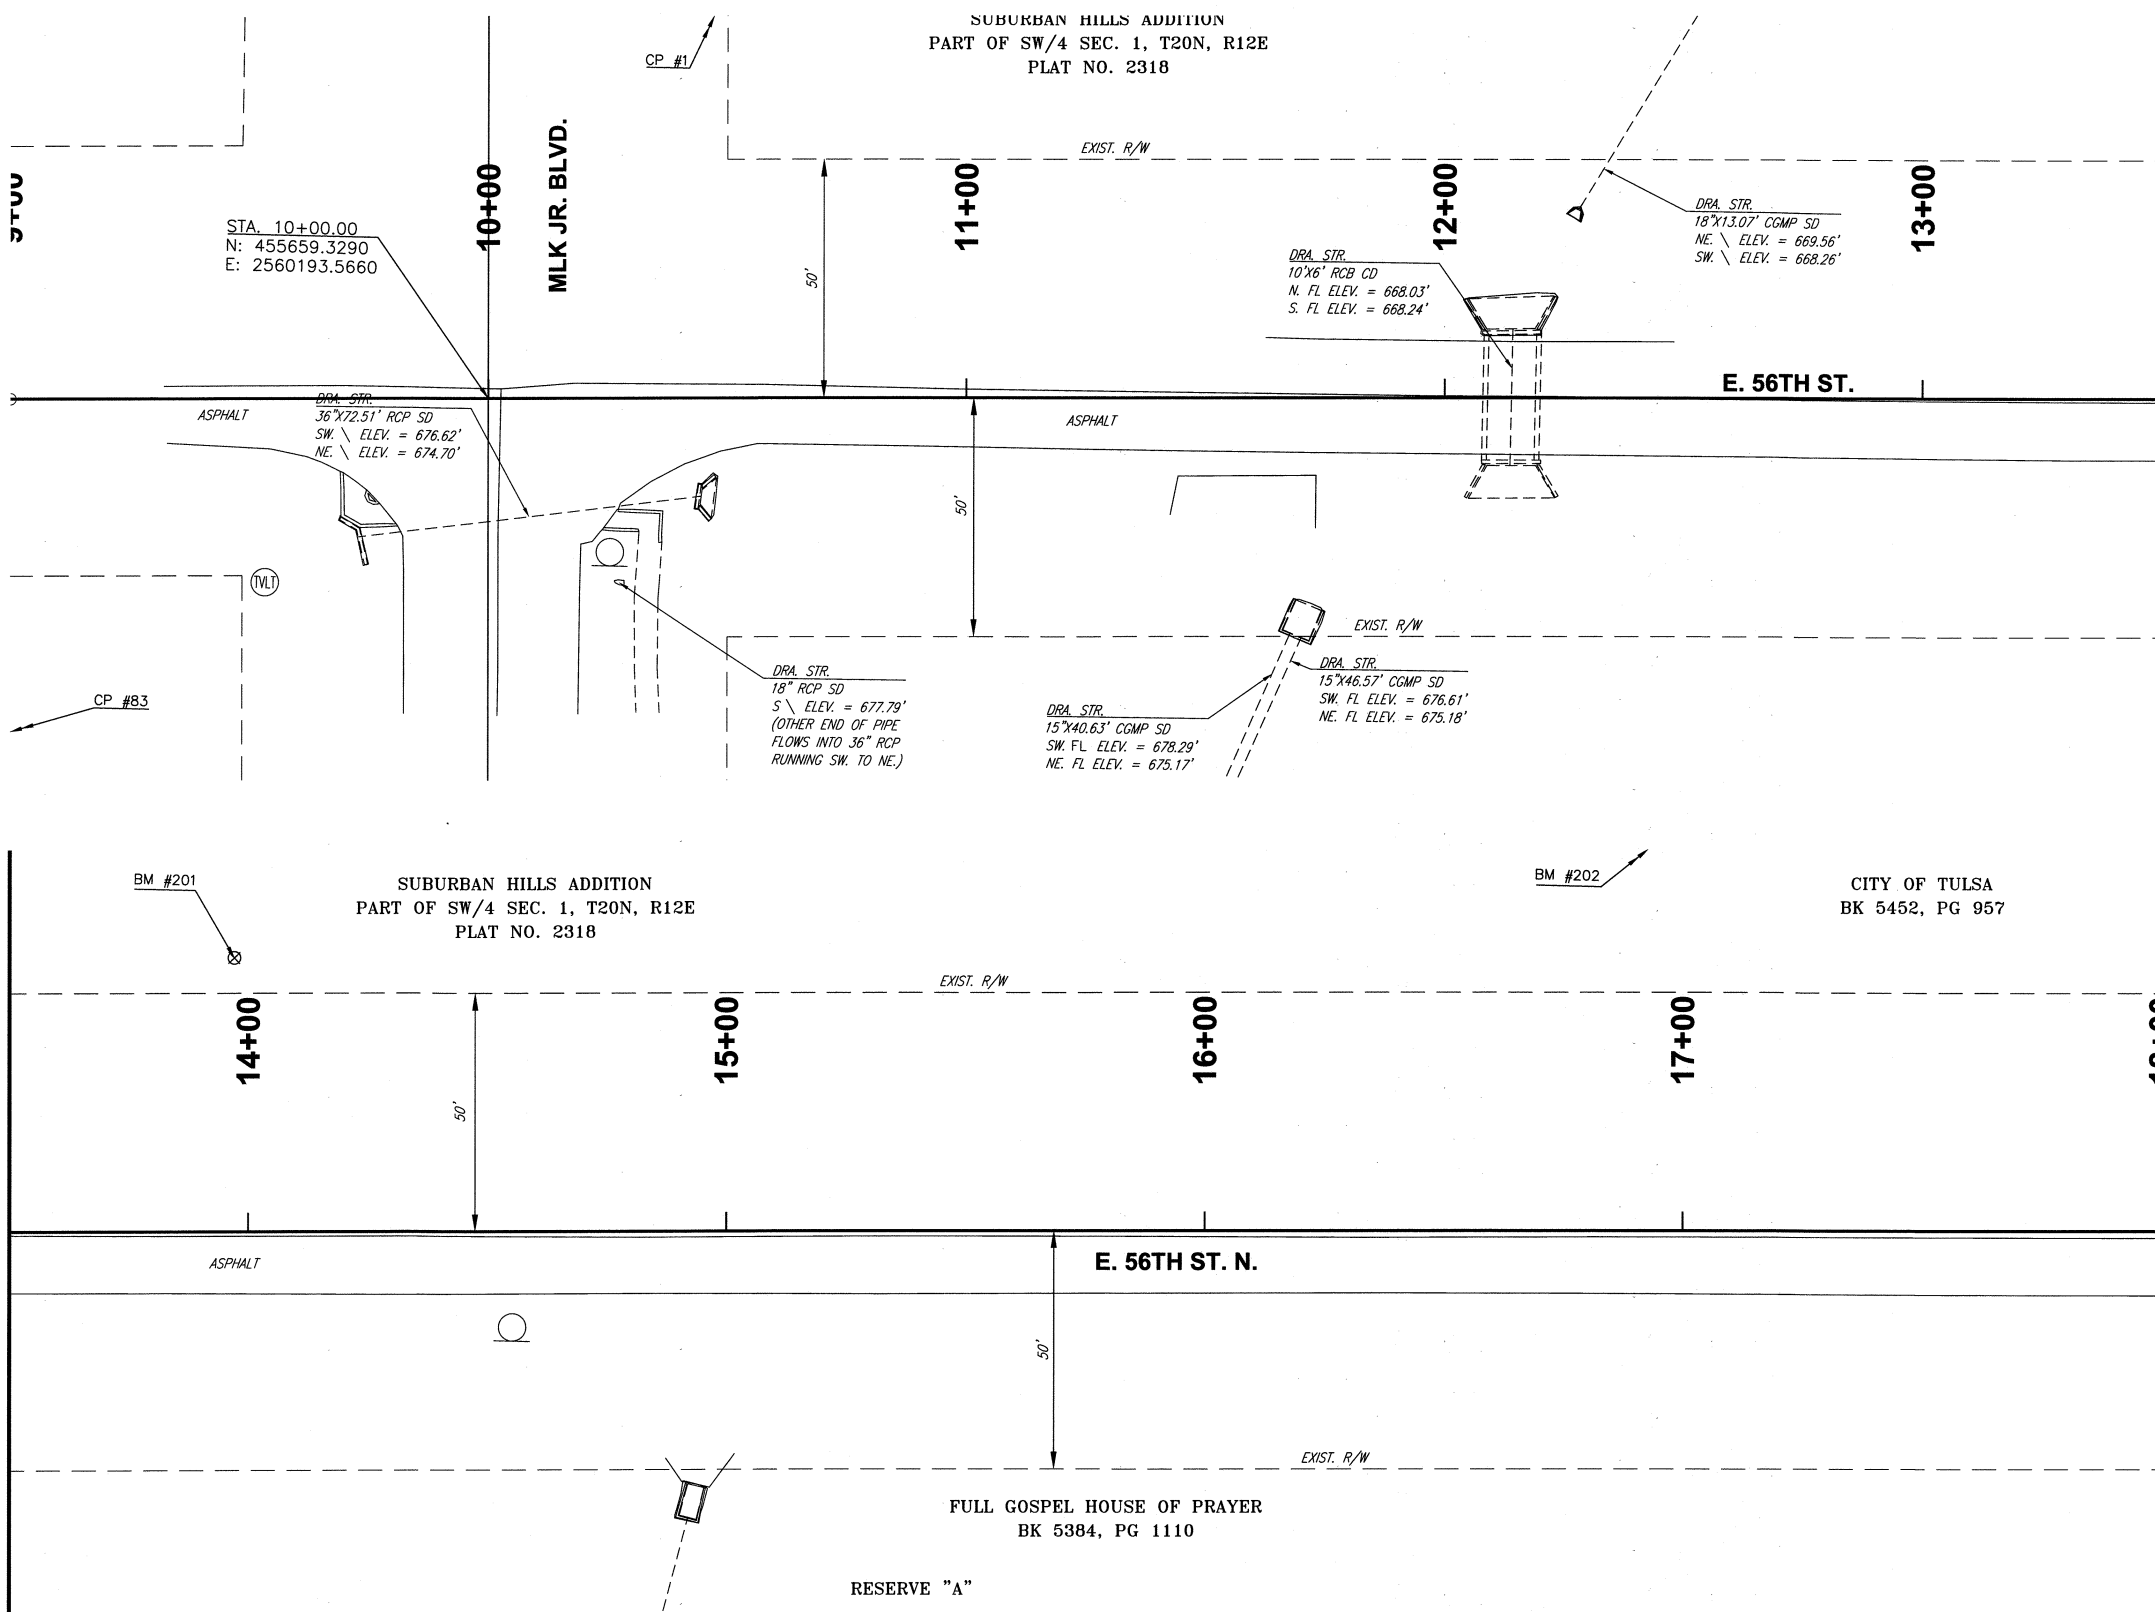 SUBURBAN HILLS ADDITION
PART OF SW/4 SEC. 1, T20N, R12E
PLAT NO. 2318
CP #1
MLK JR. BLVD.
EXIST. R/W
9+00
10+00
11+00
12+00
13+00
STA. 10+00.00
N: 455659.3290
E: 2560193.5660
50'
DRA. STR.
10'X6' RCB CD
N. FL ELEV. = 668.03'
S. FL ELEV. = 668.24'
DRA. STR.
18"X13.07' CGMP SD
NE. \ ELEV. = 669.56'
SW. \ ELEV. = 668.26'
E. 56TH ST.
ASPHALT
DRA. STR.
36"X72.51' RCP SD
SW. \ ELEV. = 676.62'
NE. \ ELEV. = 674.70'
ASPHALT
50'
TVLT
EXIST. R/W
CP #83
DRA. STR.
18" RCP SD
S \ ELEV. = 677.79'
(OTHER END OF PIPE
FLOWS INTO 36" RCP
RUNNING SW. TO NE.)
DRA. STR.
15"X40.63' CGMP SD
SW. FL ELEV. = 678.29'
NE. FL ELEV. = 675.17'
DRA. STR.
15"X46.57' CGMP SD
SW. FL ELEV. = 676.61'
NE. FL ELEV. = 675.18'
BM #201
SUBURBAN HILLS ADDITION
PART OF SW/4 SEC. 1, T20N, R12E
PLAT NO. 2318
BM #202
CITY OF TULSA
BK 5452, PG 957
EXIST. R/W
14+00
15+00
16+00
17+00
50'
ASPHALT
E. 56TH ST. N.
50'
EXIST. R/W
FULL GOSPEL HOUSE OF PRAYER
BK 5384, PG 1110
RESERVE "A"